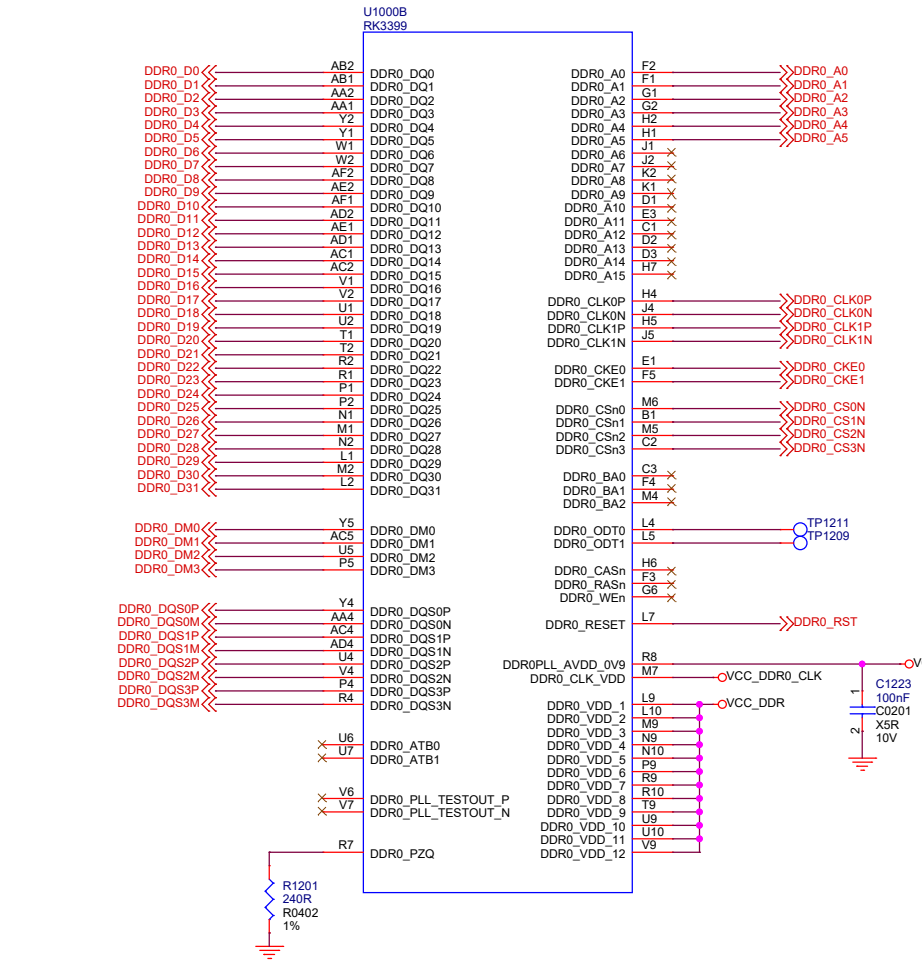 U1000B
RK3399
DDR0_D0 AB2 DDR0_DQ0 DDR0_A0 F2 DDR0_A0
DDR0_D1 AB1 DDR0_DQ1 DDR0_A1 F1 DDR0_A1
DDR0_D2 AA2 DDR0_DQ2 DDR0_A2 G1 DDR0_A2
DDR0_D3 AA1 DDR0_DQ3 DDR0_A3 G2 DDR0_A3
DDR0_D4 Y2 DDR0_DQ4 DDR0_A4 H2 DDR0_A4
DDR0_D5 Y1 DDR0_DQ5 DDR0_A5 H1 DDR0_A5
DDR0_D6 W1 DDR0_DQ6 DDR0_A6 J1
DDR0_D7 W2 DDR0_DQ7 DDR0_A7 J2
DDR0_D8 AF2 DDR0_DQ8 DDR0_A8 K2
DDR0_D9 AE2 DDR0_DQ9 DDR0_A9 K1
DDR0_D10 AF1 DDR0_DQ10 DDR0_A10 D1
DDR0_D11 AD2 DDR0_DQ11 DDR0_A11 E3
DDR0_D12 AE1 DDR0_DQ12 DDR0_A12 C1
DDR0_D13 AD1 DDR0_DQ13 DDR0_A13 D2
DDR0_D14 AC1 DDR0_DQ14 DDR0_A14 D3
DDR0_D15 AC2 DDR0_DQ15 DDR0_A15 H7
DDR0_D16 V1 DDR0_DQ16
DDR0_D17 V2 DDR0_DQ17 DDR0_CLK0P H4 DDR0_CLK0P
DDR0_D18 U1 DDR0_DQ18 DDR0_CLK0N J4 DDR0_CLK0N
DDR0_D19 U2 DDR0_DQ19 DDR0_CLK1P H5 DDR0_CLK1P
DDR0_D20 T1 DDR0_DQ20 DDR0_CLK1N J5 DDR0_CLK1N
DDR0_D21 T2 DDR0_DQ21
DDR0_D22 R2 DDR0_DQ22 DDR0_CKE0 E1 DDR0_CKE0
DDR0_D23 R1 DDR0_DQ23 DDR0_CKE1 F5 DDR0_CKE1
DDR0_D24 P1 DDR0_DQ24
DDR0_D25 P2 DDR0_DQ25 DDR0_CSn0 M6 DDR0_CS0N
DDR0_D26 N1 DDR0_DQ26 DDR0_CSn1 B1 DDR0_CS1N
DDR0_D27 M1 DDR0_DQ27 DDR0_CSn2 M5 DDR0_CS2N
DDR0_D28 N2 DDR0_DQ28 DDR0_CSn3 C2 DDR0_CS3N
DDR0_D29 L1 DDR0_DQ29
DDR0_D30 M2 DDR0_DQ30 DDR0_BA0 C3
DDR0_D31 L2 DDR0_DQ31 DDR0_BA1 F4
DDR0_BA2 M4
DDR0_DM0 Y5 DDR0_DM0 DDR0_ODT0 L4 TP1211
DDR0_DM1 AC5 DDR0_DM1 DDR0_ODT1 L5 TP1209
DDR0_DM2 U5 DDR0_DM2
DDR0_DM3 P5 DDR0_DM3 DDR0_CASn H6
DDR0_RASn F3
DDR0_WEn G6
DDR0_DQS0P Y4 DDR0_DQS0P
DDR0_DQS0M AA4 DDR0_DQS0N DDR0_RESET L7 DDR0_RST
DDR0_DQS1P AC4 DDR0_DQS1P
DDR0_DQS1M AD4 DDR0_DQS1N
DDR0_DQS2P U4 DDR0_DQS2P DDR0PLL_AVDD_0V9 R8
DDR0_DQS2M V4 DDR0_DQS2N DDR0_CLK_VDD M7 VCC_DDR0_CLK
DDR0_DQS3P P4 DDR0_DQS3P
DDR0_DQS3M R4 DDR0_DQS3N DDR0_VDD_1 L9 VCC_DDR
DDR0_VDD_2 L10
DDR0_VDD_3 M9
U6 DDR0_ATB0 DDR0_VDD_4 N9
U7 DDR0_ATB1 DDR0_VDD_5 N10
DDR0_VDD_6 P9
DDR0_VDD_7 R9
V6 DDR0_PLL_TESTOUT_P DDR0_VDD_8 R10
V7 DDR0_PLL_TESTOUT_N DDR0_VDD_9 T9
DDR0_VDD_10 U9
DDR0_VDD_11 U10
R7 DDR0_PZQ DDR0_VDD_12 V9
1
C1223
100nF
C0201
X5R
10V
2
R1201
240R
R0402
1%